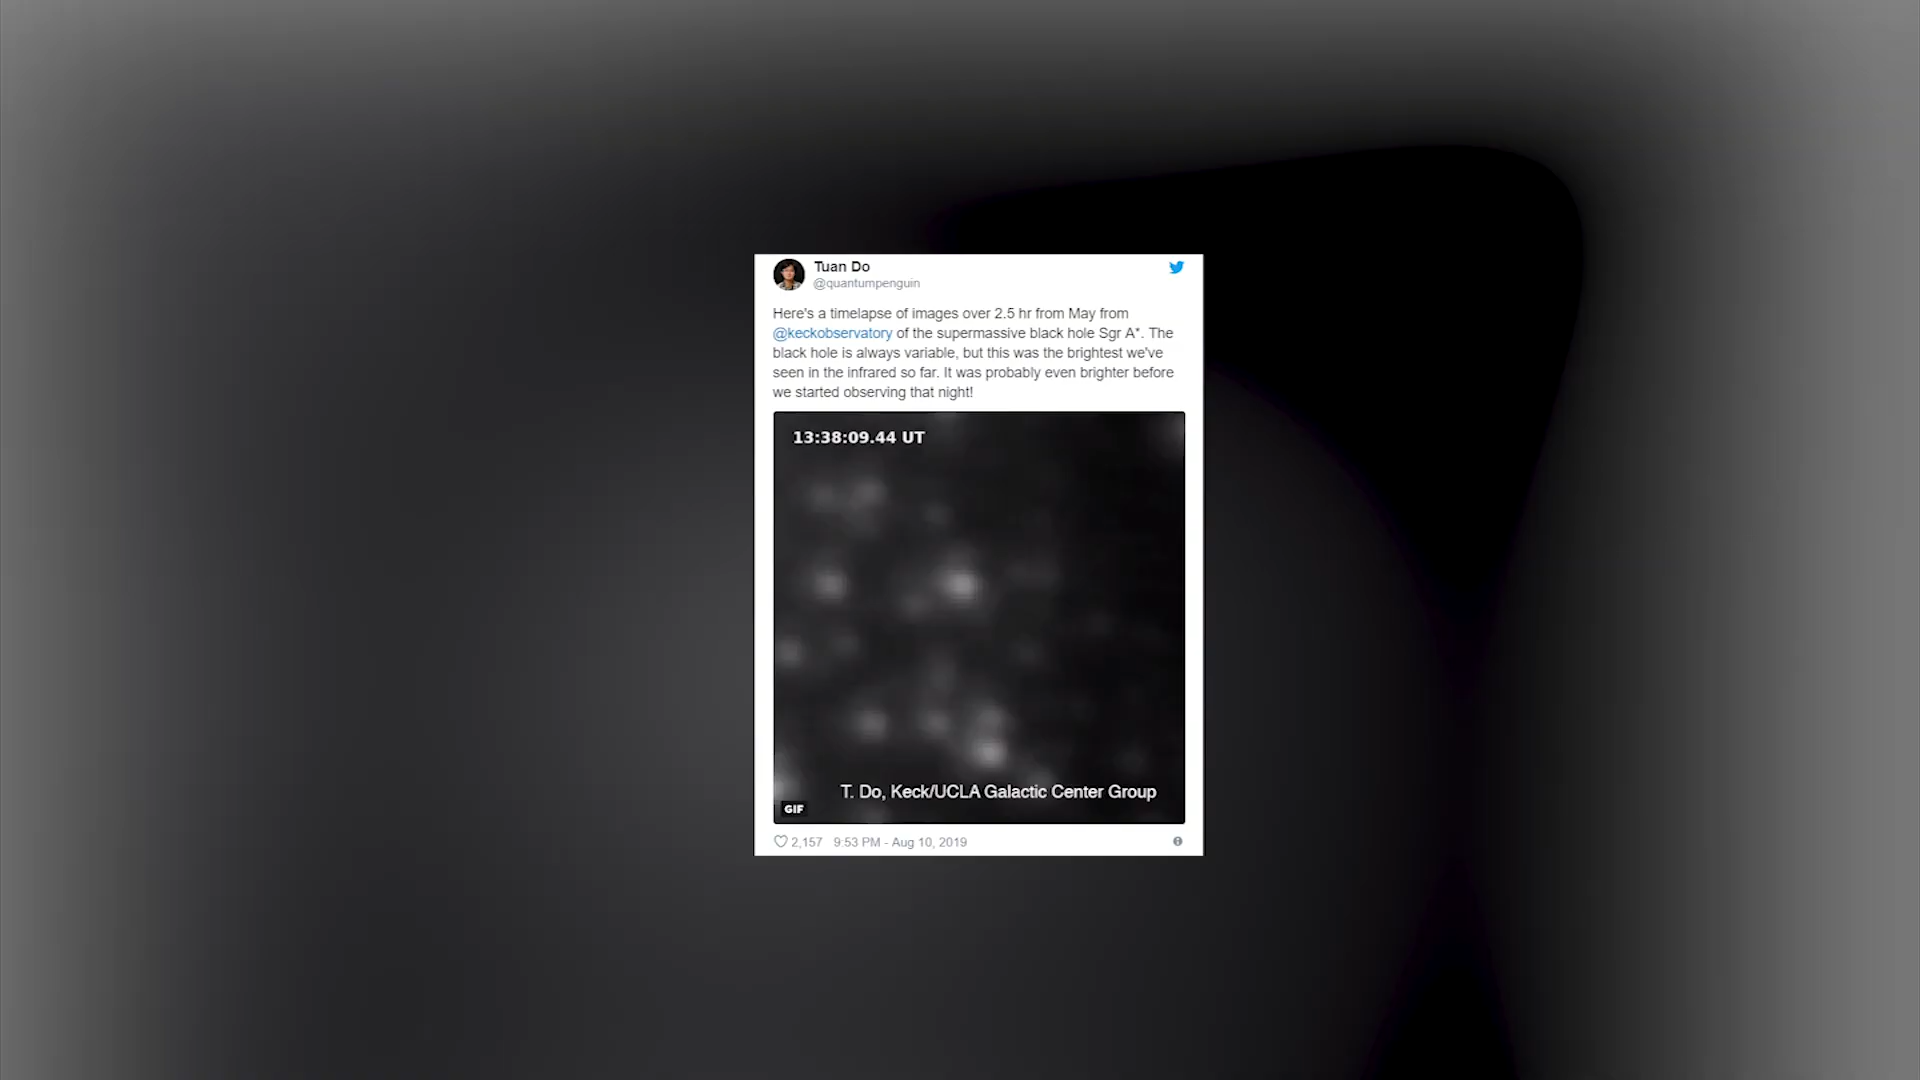 Tuan Do
@quantumpenguin
Here's a timelapse of images over 2.5 hr from May from
@keckobservatory of the supermassive black hole Sgr A*. The
black hole is always variable, but this was the brightest we've
seen in the infrared so far. It was probably even brighter before
we started observing that night!
13:38:09.44 UT
T. Do, Keck/UCLA Galactic Center Group
GIF
2,157 9:53 PM - Aug 10, 2019